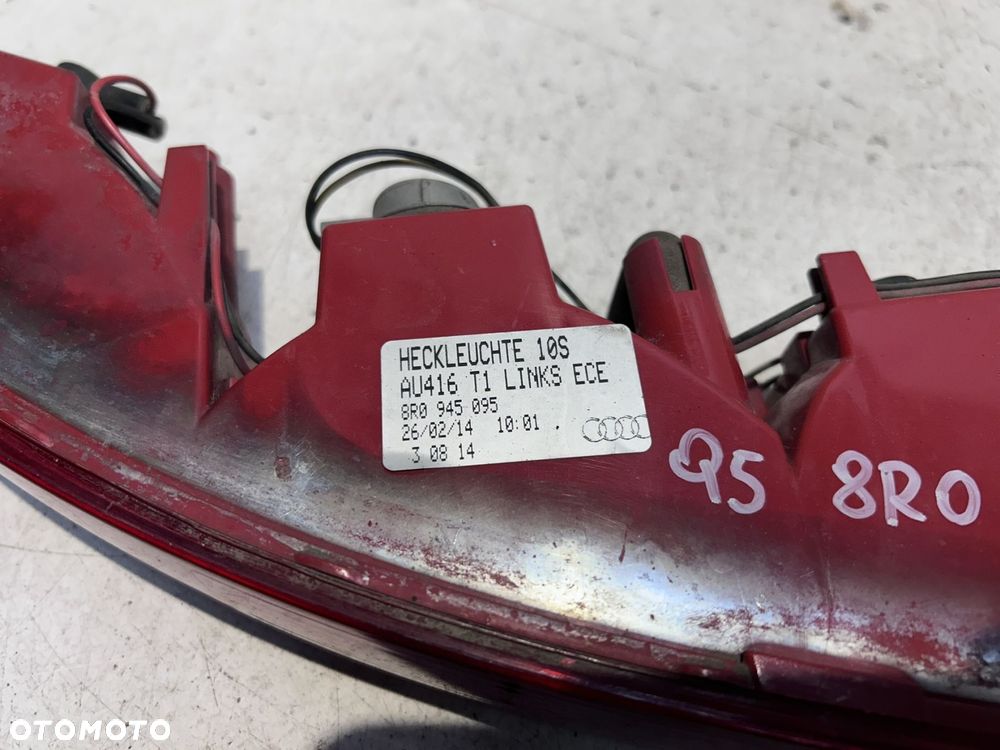 HECKLEUCHTE 10S
AU416 T1 LINKS ECE
8R0 945 095
26/02/14 10:01 .
3 08 14
Q5 8R0
OTOMOTO